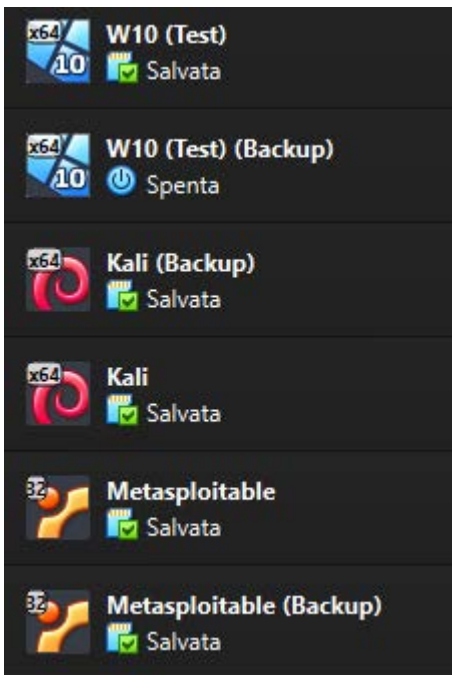 x64
10
W10 (Test)
Salvata
x64
10
W10 (Test) (Backup)
Spenta
x64
Kali (Backup)
Salvata
x64
Kali
Salvata
32
Metasploitable
Salvata
32
Metasploitable (Backup)
Salvata